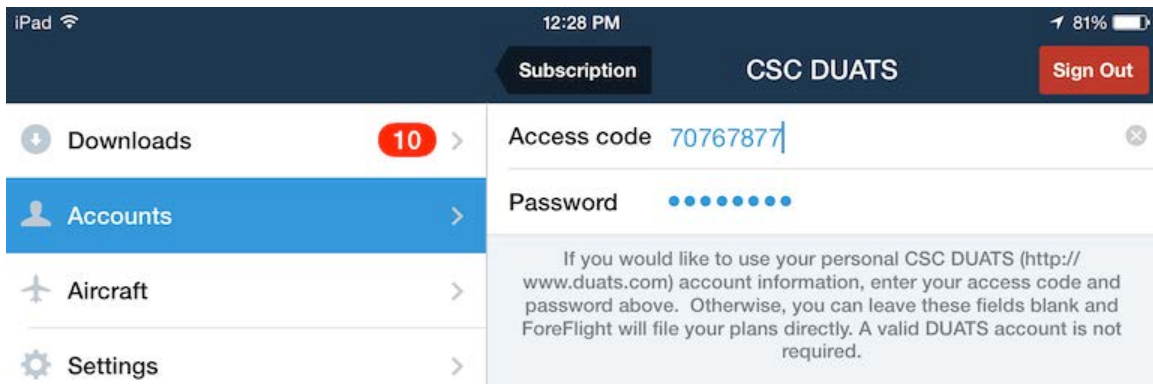 iPad 12:28 PM 81%
Subscription CSC DUATS Sign Out
Downloads 10
Access code 70767877
Accounts
Password
Aircraft
Settings
If you would like to use your personal CSC DUATS (http://
www.duats.com) account information, enter your access code and
password above. Otherwise, you can leave these fields blank and
ForeFlight will file your plans directly. A valid DUATS account is not
required.